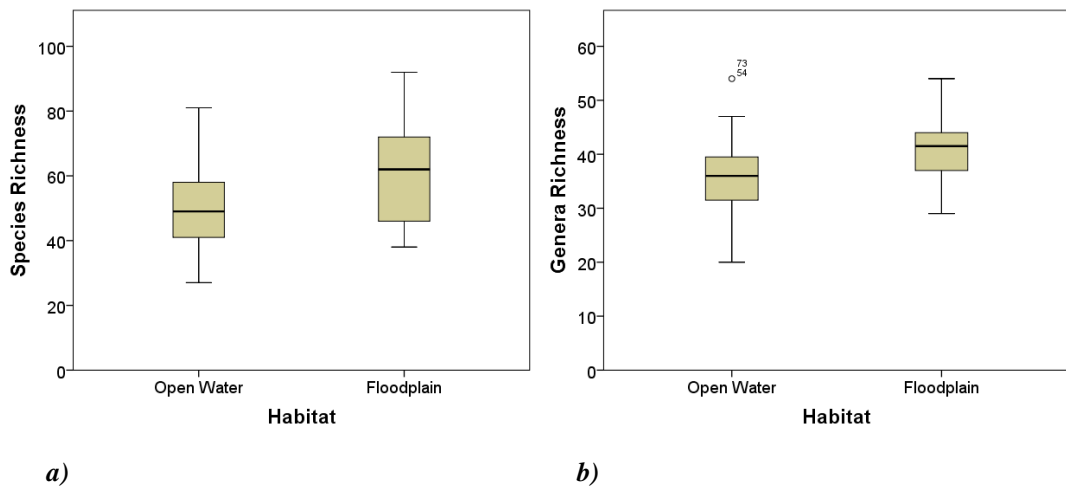 Species Richness
100
80
60
40
20
0
Open Water
Floodplain
Habitat
a)
Genera Richness
60
50
40
30
20
10
0
73
54
Open Water
Floodplain
Habitat
b)